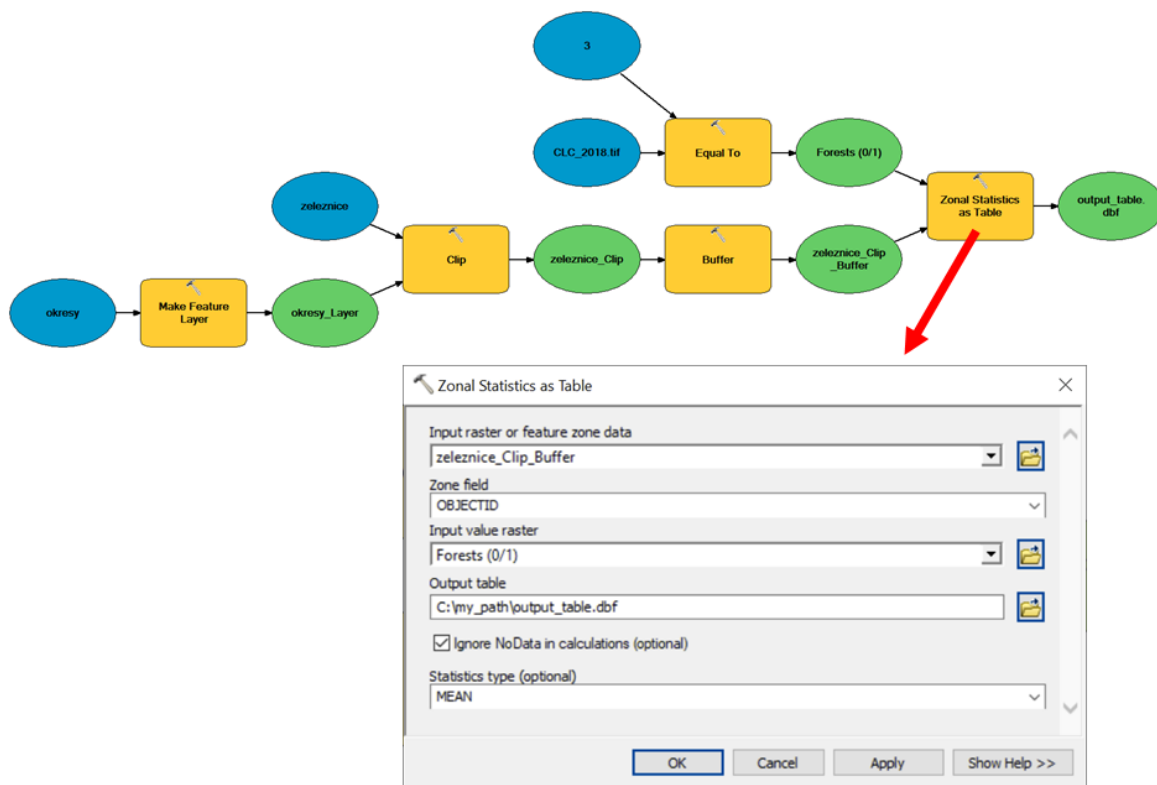 3
CLC_2018.tif
Equal To
Forests (0/1)
Zonal Statistics
as Table
output_table.
dbf
zeleznice
Clip
zeleznice_Clip
Buffer
zeleznice_Clip
_Buffer
okresy
Make Feature
Layer
okresy_Layer
Zonal Statistics as Table
Input raster or feature zone data
zeleznice_Clip_Buffer
Zone field
OBJECTID
Input value raster
Forests (0/1)
Output table
C:\my_path\output_table.dbf
Ignore NoData in calculations (optional)
Statistics type (optional)
MEAN
OK
Cancel
Apply
Show Help >>